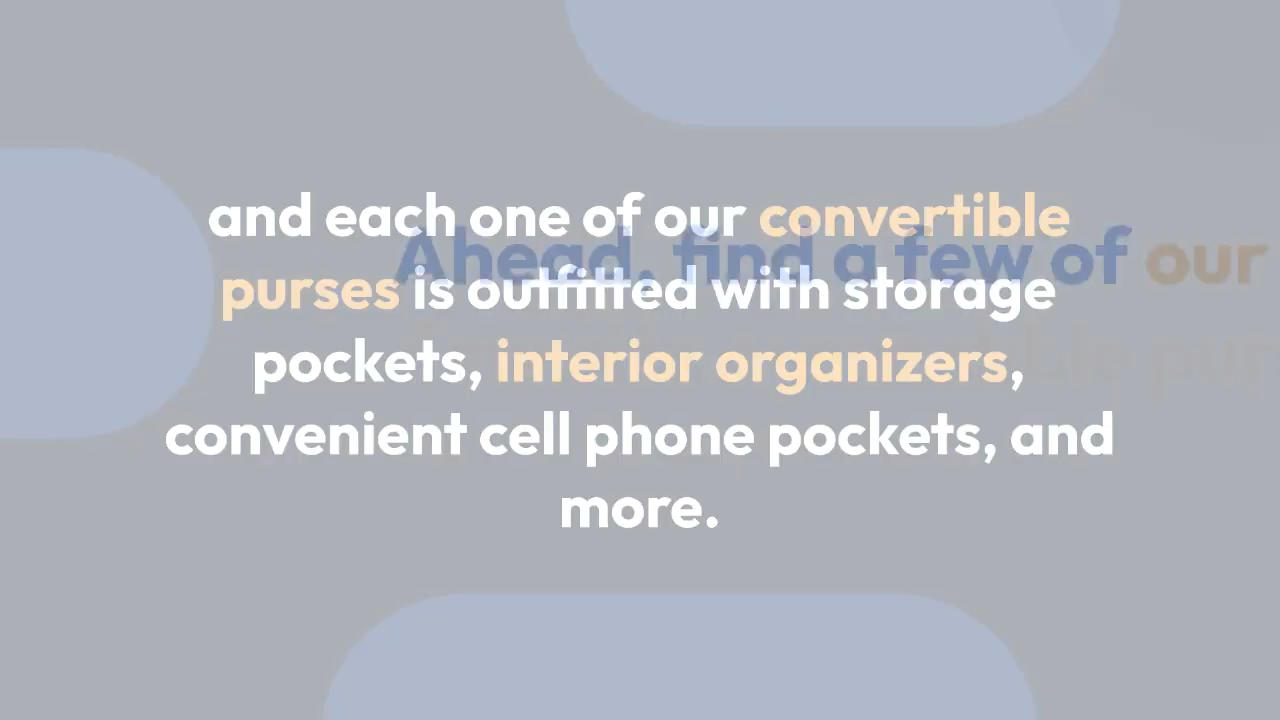 and each one of our convertible
purses is outfitted with storage
pockets, interior organizers,
convenient cell phone pockets, and
more.
Ahead, find a few of our